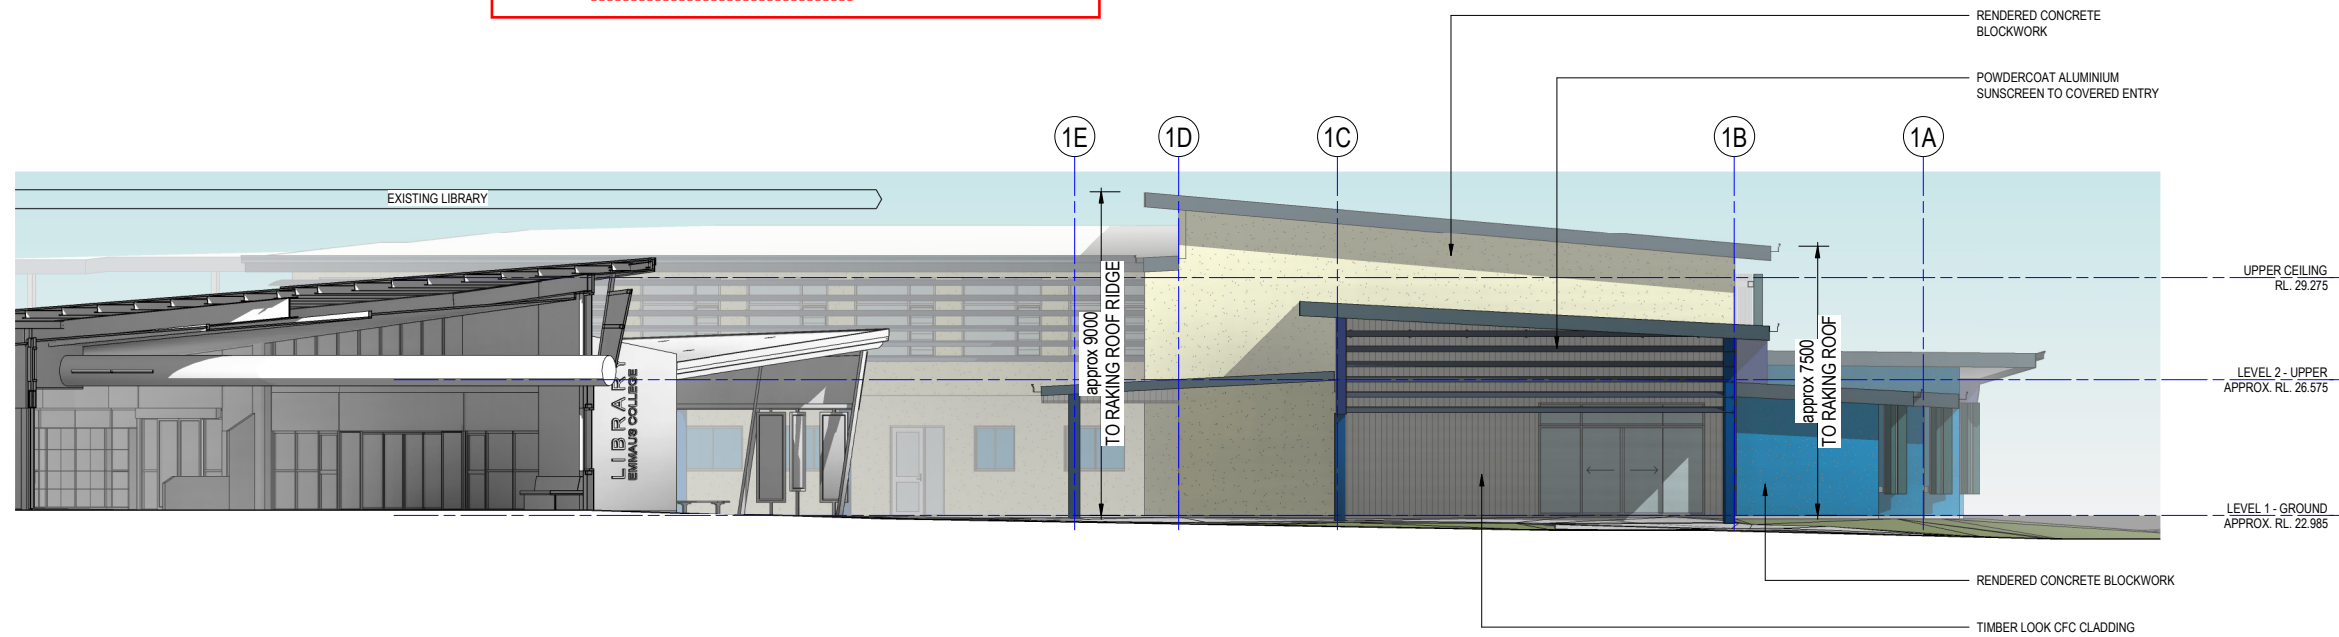 RENDERED CONCRETE
BLOCKWORK
POWDERCOAT ALUMINIUM
SUNSCREEN TO COVERED ENTRY
1E
1D
1C
1B
1A
EXISTING LIBRARY
approx 9000
TO RAKING ROOF RIDGE
approx 7500
TO RAKING ROOF
UPPER CEILING
RL. 29.275
LEVEL 2 - UPPER
APPROX. RL. 26.575
LIBRARY
EMMAUS COLLEGE
LEVEL 1 - GROUND
APPROX. RL. 22.985
RENDERED CONCRETE BLOCKWORK
TIMBER LOOK CFC CLADDING